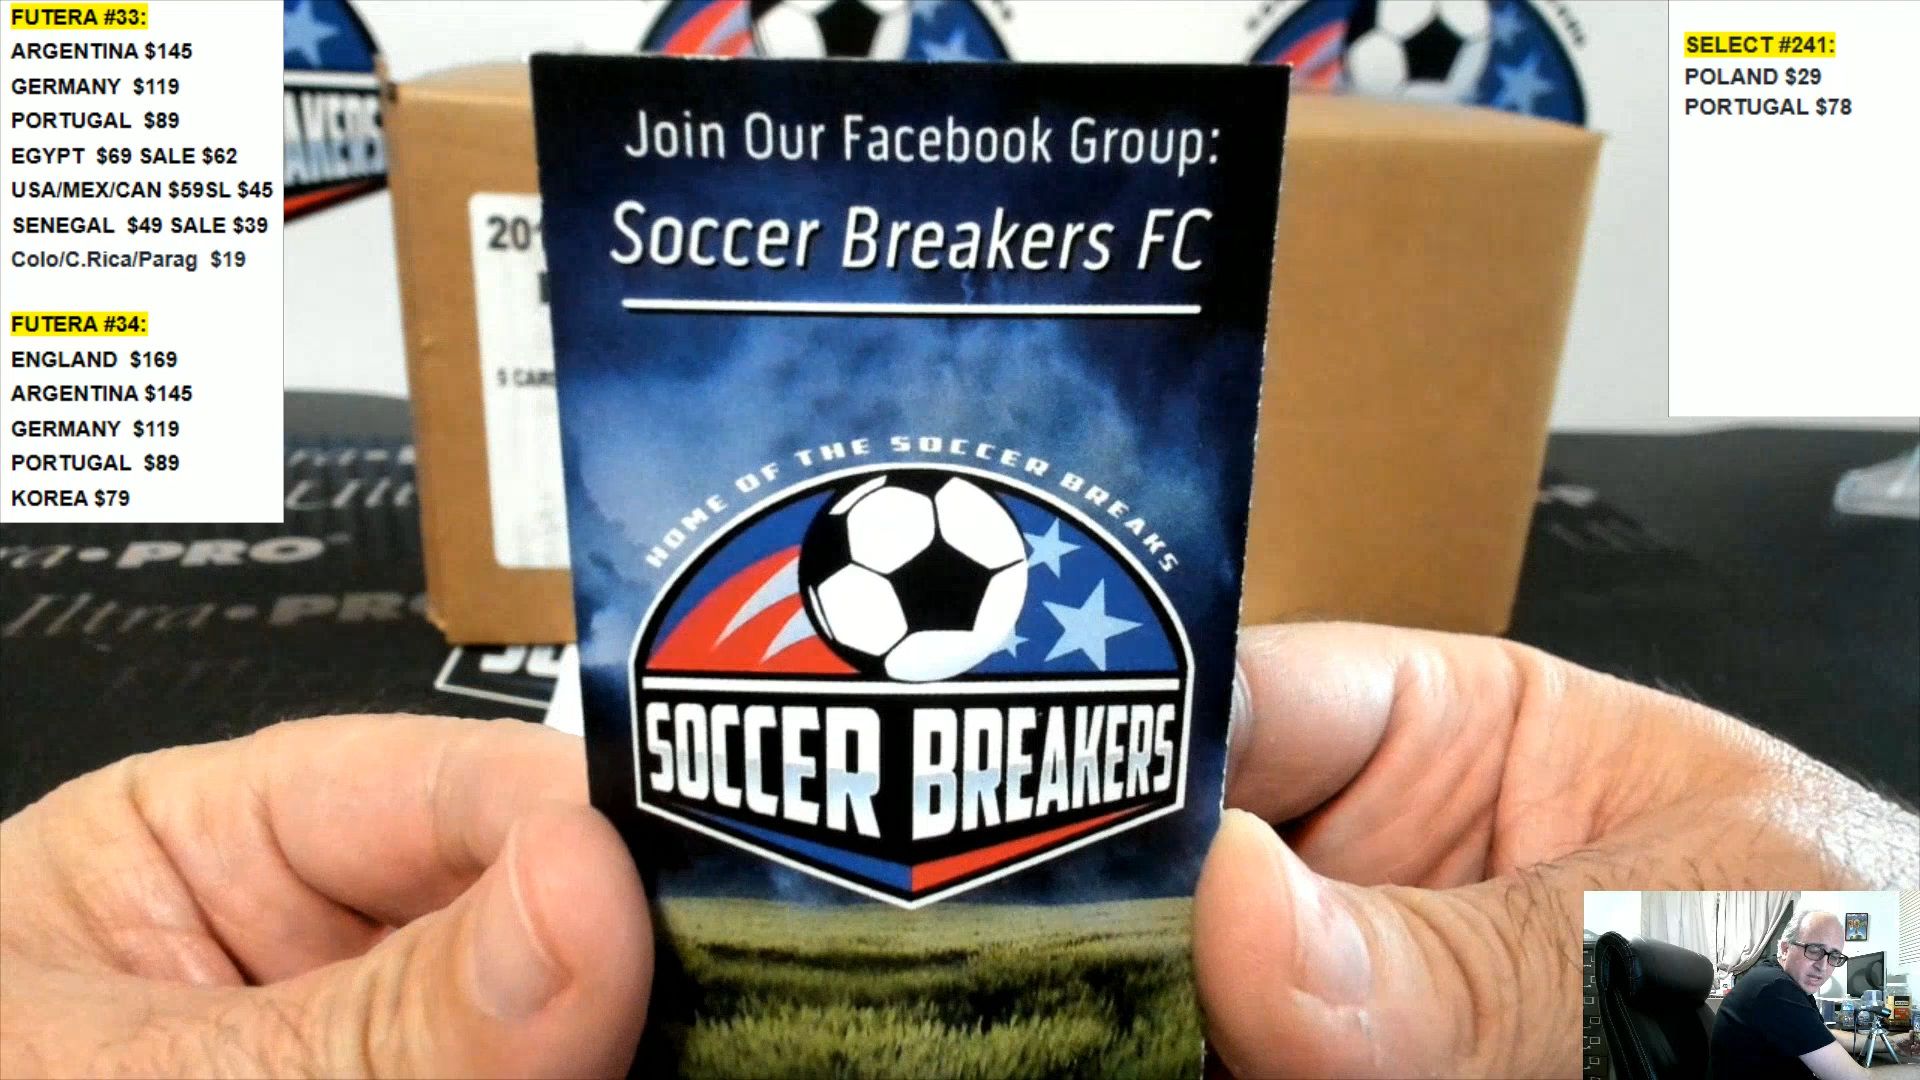 FUTERA #33:
ARGENTINA $145
GERMANY $119
PORTUGAL $89
EGYPT $69 SALE $62
USA/MEX/CAN $59SL $45
SENEGAL $49 SALE $39
Colo/C.Rica/Parag $19
FUTERA #34:
ENGLAND $169
ARGENTINA $145
GERMANY $119
PORTUGAL $89
KOREA $79
SELECT #241:
POLAND $29
PORTUGAL $78
Join Our Facebook Group:
Soccer Breakers FC
HOME OF THE SOCCER BREAKS
SOCCER BREAKERS